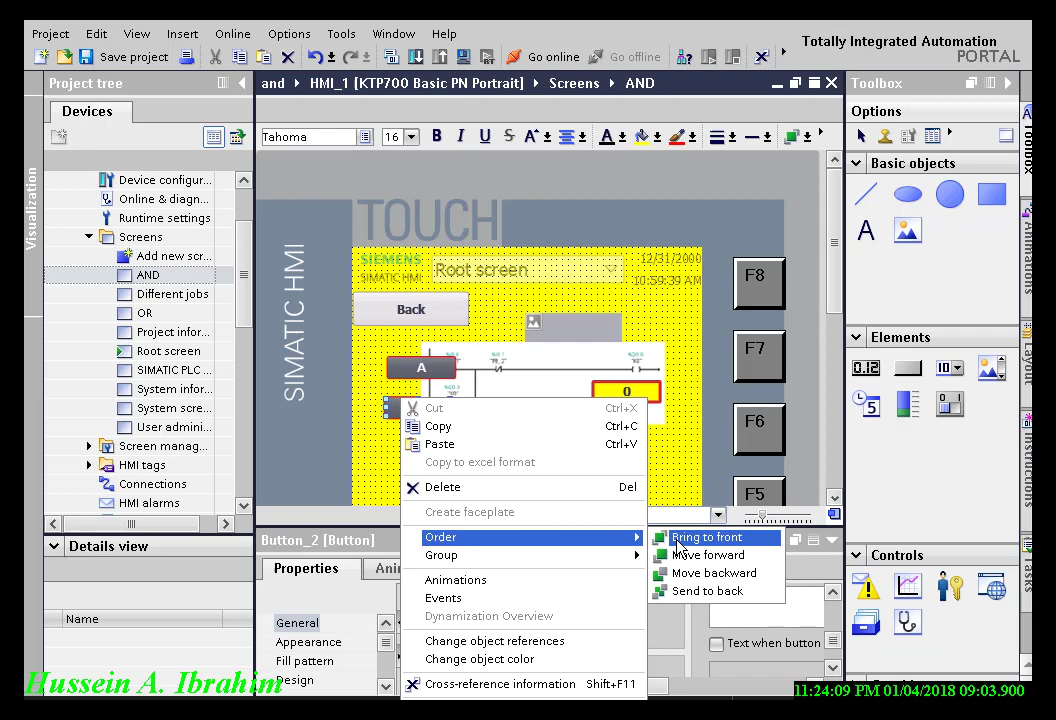 Project Edit View Insert Online Options Tools Window Help
Totally Integrated Automation
PORTAL
Save project
Go online
Go offline
Project tree
and HMI_1 [KTP700 Basic PN Portrait] Screens AND
Toolbox
Devices
Options
Visualization
Tahoma 16
Toolbox
Basic objects
Device configur...
Online & diagn...
Runtime settings
Screens
Add new scr...
AND
Different jobs
OR
Project infor...
Root screen
SIMATIC PLC ...
System infor...
System scre...
User admini...
Screen manag...
HMI tags
Connections
HMI alarms
TOUCH
SIMATIC HMI
SIEMENS
SIMATIC HMI
Root screen
12/31/2000
10:59:39 AM
Back
A
0
F8
F7
F6
F5
Animations
Layout
Instructions
Tasks
Elements
0.12
10
5
Controls
Cut Ctrl+X
Copy Ctrl+C
Paste Ctrl+V
Copy to excel format
Delete Del
Create faceplate
Order
Group
Animations
Events
Dynamization Overview
Change object references
Change object color
Cross-reference information Shift+F11
Bring to front
Move forward
Move backward
Send to back
Details view
Name
Button_2 [Button]
Properties
General
Appearance
Fill pattern
Design
Text when button
Hussein A. Ibrahim
11:24:09 PM 01/04/2018 09:03.900